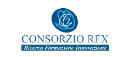 CONSORZIO RFX
Ricerca Formazione Innovazione